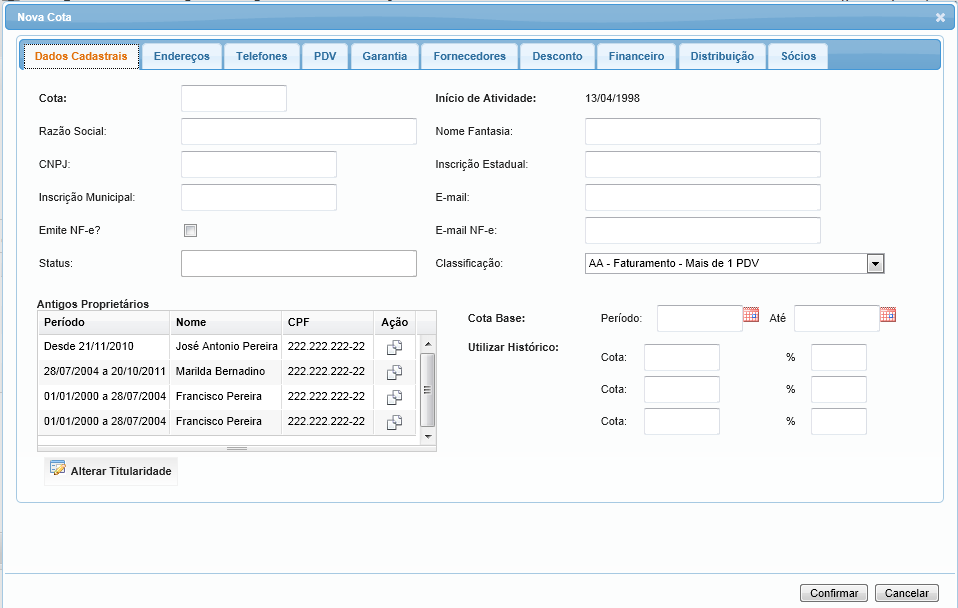 Nova Cota
Dados Cadastrais Endereços Telefones PDV Garantia Fornecedores Desconto Financeiro Distribuição Sócios
Cota: Início de Atividade: 13/04/1998
Razão Social: Nome Fantasia:
CNPJ: Inscrição Estadual:
Inscrição Municipal: E-mail:
Emite NF-e? E-mail NF-e:
Status: Classificação: AA - Faturamento - Mais de 1 PDV
Antigos Proprietários
Período Nome CPF Ação
Desde 21/11/2010 José Antonio Pereira 222.222.222-22
28/07/2004 a 20/10/2011 Marilda Bernadino 222.222.222-22
01/01/2000 a 28/07/2004 Francisco Pereira 222.222.222-22
01/01/2000 a 28/07/2004 Francisco Pereira 222.222.222-22
Alterar Titularidade
Cota Base: Período: Até
Utilizar Histórico:
Cota: %
Cota: %
Cota: %
Confirmar Cancelar